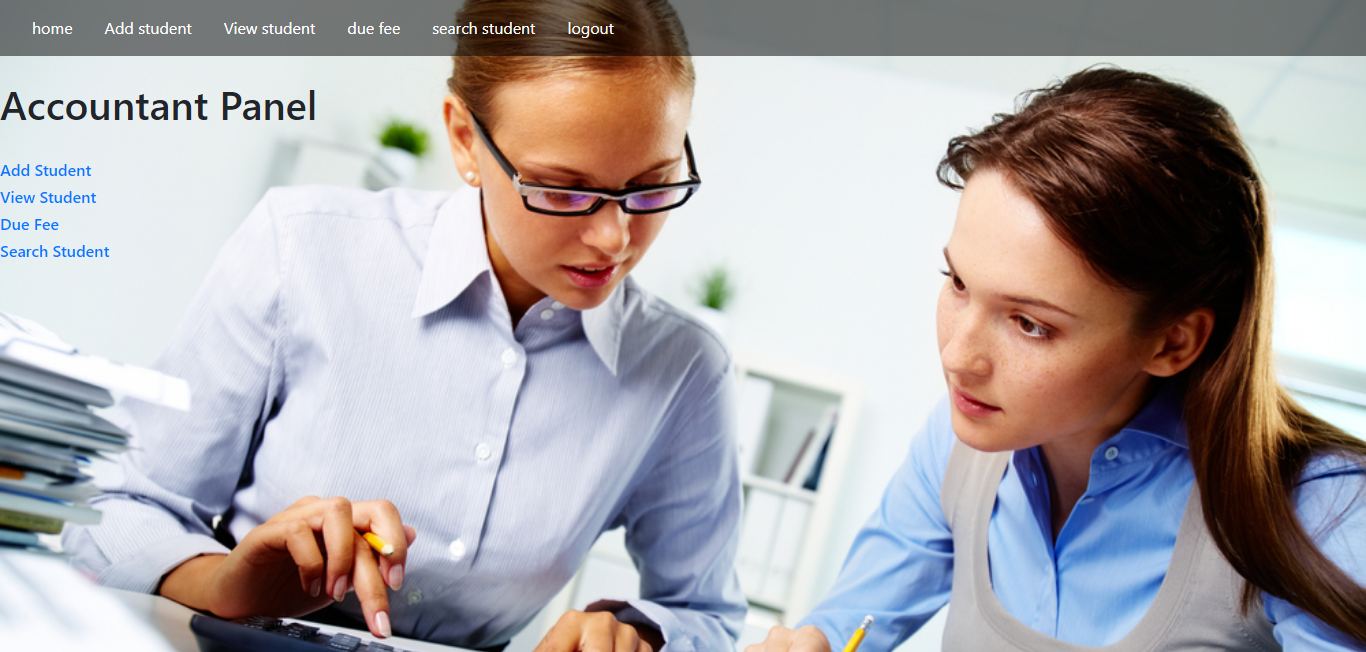 home Add student View student due fee search student logout
Accountant Panel
Add Student
View Student
Due Fee
Search Student